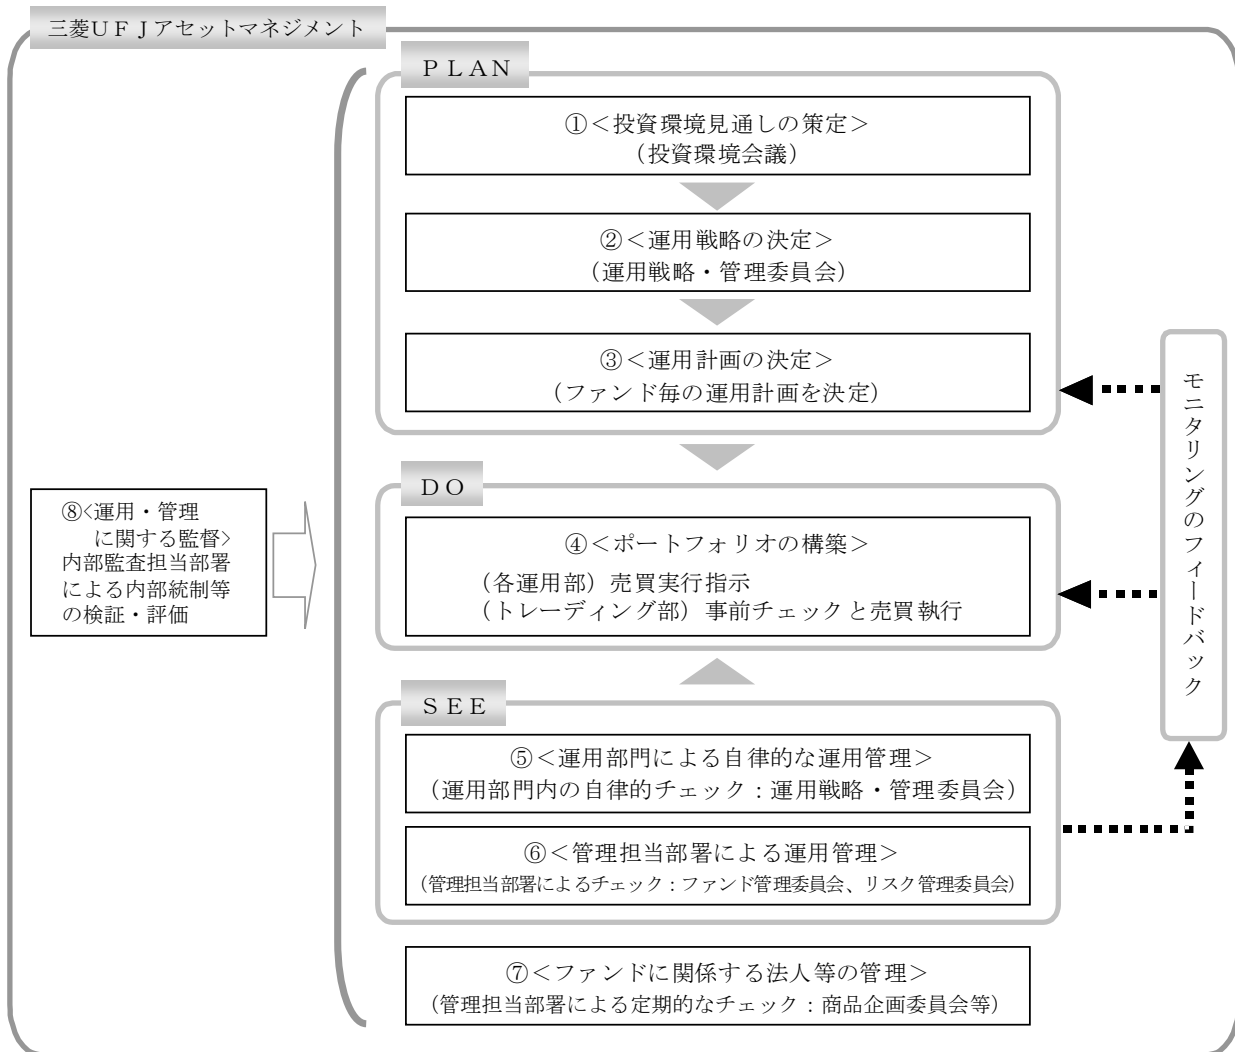 三菱ＵＦＪアセットマネジメント
ＰＬＡＮ
①＜投資環境見通しの策定＞
（投資環境会議）
②＜運用戦略の決定＞
（運用戦略・管理委員会）
③＜運用計画の決定＞
（ファンド毎の運用計画を決定）
ＤＯ
④＜ポートフォリオの構築＞
（各運用部）売買実行指示
（トレーディング部）事前チェックと売買執行
ＳＥＥ
⑤＜運用部門による自律的な運用管理＞
（運用部門内の自律的チェック：運用戦略・管理委員会）
⑥＜管理担当部署による運用管理＞
（管理担当部署によるチェック：ファンド管理委員会、リスク管理委員会）
⑦＜ファンドに関係する法人等の管理＞
（管理担当部署による定期的なチェック：商品企画委員会等）
⑧<運用・管理
に関する監督>
内部監査担当部署
による内部統制等
の検証・評価
モニタリングのフィードバック